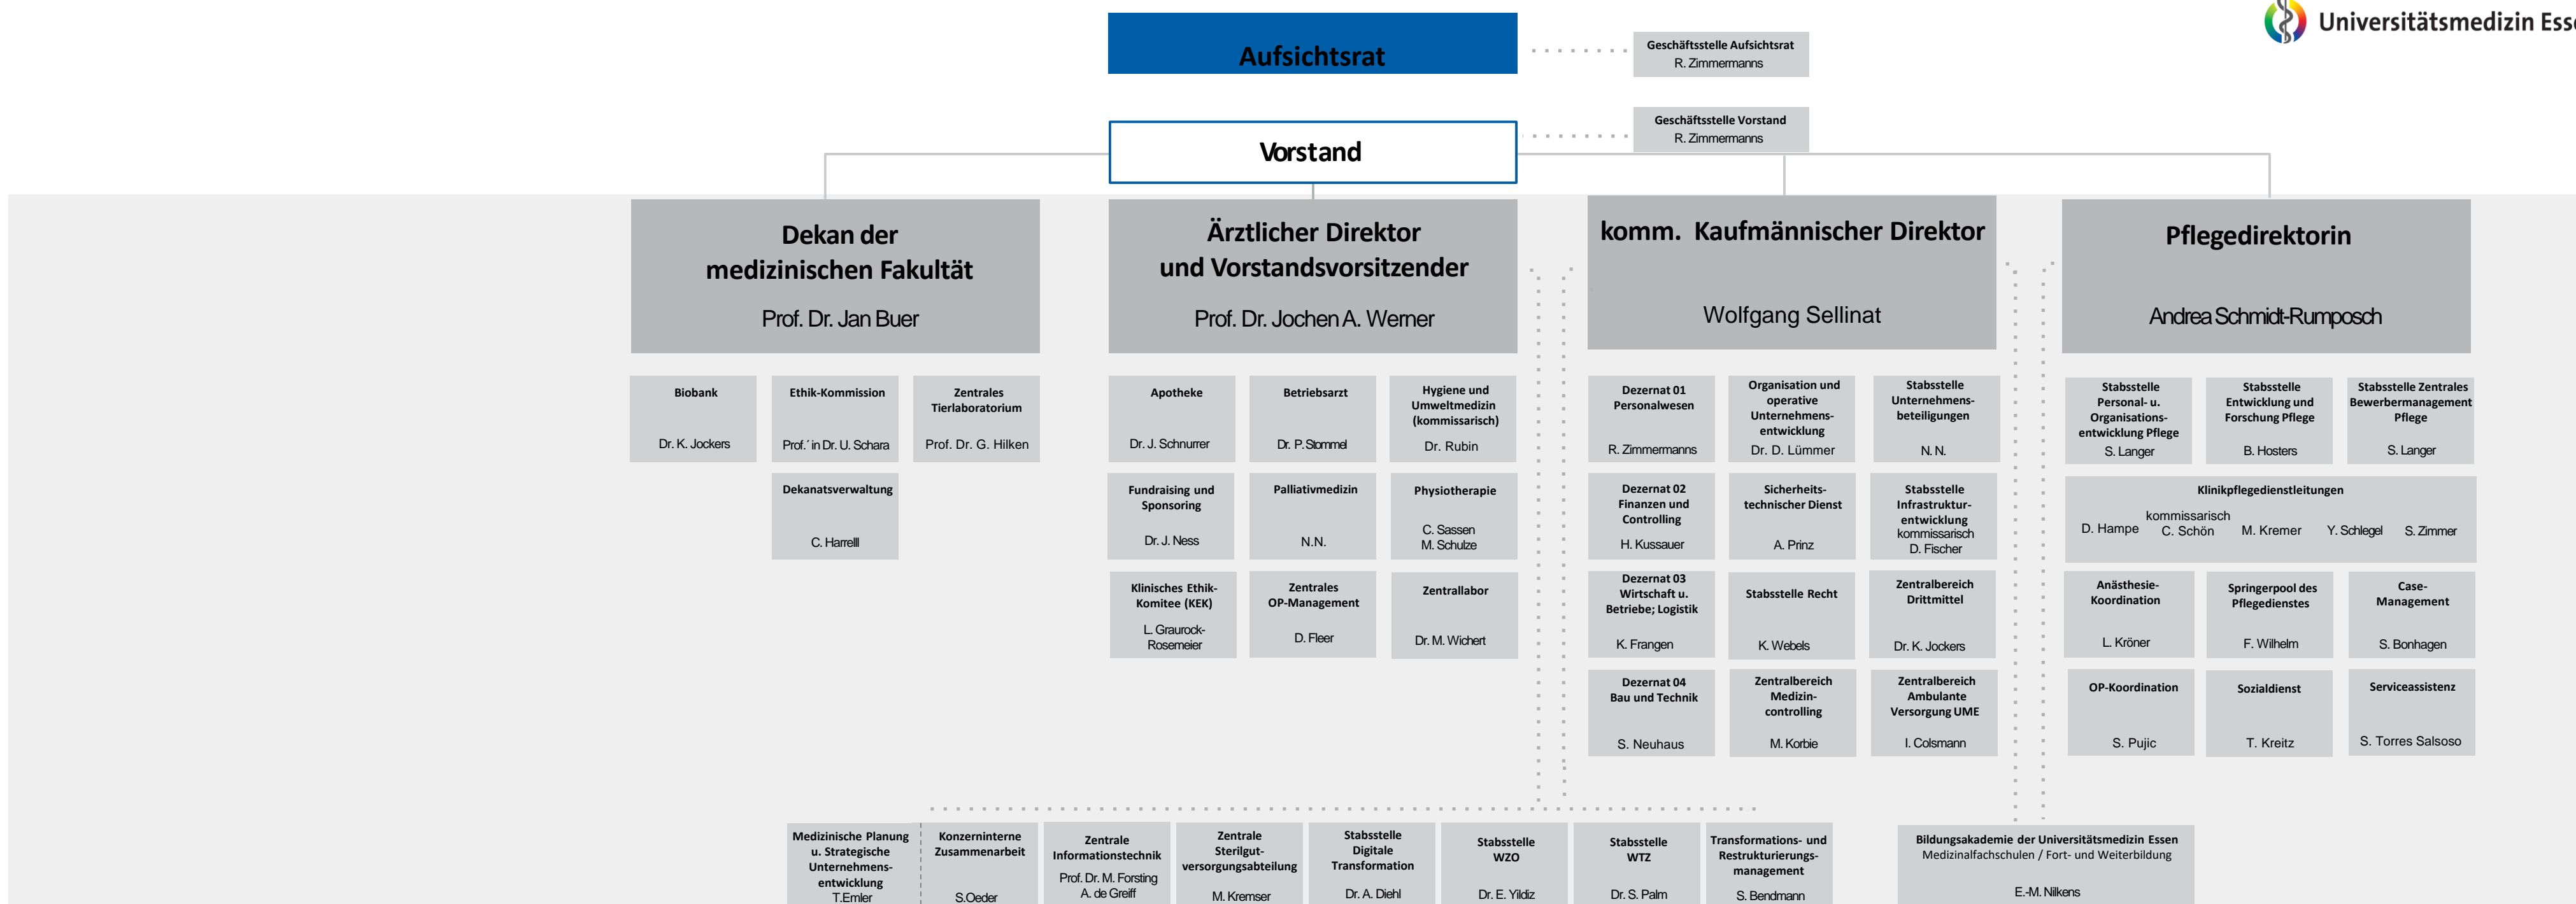 Universitätsmedizin Ess
Aufsichtsrat
Geschäftsstelle Aufsichtsrat
R. Zimmermanns
Geschäftsstelle Vorstand
R. Zimmermanns
Vorstand
Dekan der
medizinischen Fakultät
Prof. Dr. Jan Buer
Ärztlicher Direktor
und Vorstandsvorsitzender
Prof. Dr. Jochen A. Werner
komm. Kaufmännischer Direktor
Wolfgang Sellinat
Pflegedirektorin
Andrea Schmidt-Rumposch
Biobank
Dr. K. Jockers
Ethik-Kommission
Prof.´in Dr. U. Schara
Zentrales
Tierlaboratorium
Prof. Dr. G. Hilken
Dekanatsverwaltung
C. Harrelll
Apotheke
Dr. J. Schnurrer
Betriebsarzt
Dr. P. Stommel
Hygiene und
Umweltmedizin
(kommissarisch)
Dr. Rubin
Fundraising und
Sponsoring
Dr. J. Ness
Palliativmedizin
N.N.
Physiotherapie
C. Sassen
M. Schulze
Klinisches Ethik-
Komitee (KEK)
L. Graurock-
Rosemeier
Zentrales
OP-Management
D. Fleer
Zentrallabor
Dr. M. Wichert
Dezernat 01
Personalwesen
R. Zimmermanns
Organisation und
operative
Unternehmens-
entwicklung
Dr. D. Lümmer
Stabsstelle
Unternehmens-
beteiligungen
N. N.
Dezernat 02
Finanzen und
Controlling
H. Kussauer
Sicherheits-
technischer Dienst
A. Prinz
Stabsstelle
Infrastruktur-
entwicklung
kommissarisch
D. Fischer
Dezernat 03
Wirtschaft u.
Betriebe; Logistik
K. Frangen
Stabsstelle Recht
K. Webels
Zentralbereich
Drittmittel
Dr. K. Jockers
Dezernat 04
Bau und Technik
S. Neuhaus
Zentralbereich
Medizin-
controlling
M. Korbie
Zentralbereich
Ambulante
Versorgung UME
I. Colsmann
Stabsstelle
Personal- u.
Organisations-
entwicklung Pflege
S. Langer
Stabsstelle
Entwicklung und
Forschung Pflege
B. Hosters
Stabsstelle Zentrales
Bewerbermanagement
Pflege
S. Langer
Klinikpflegedienstleitungen
D. Hampe
kommissarisch
C. Schön
M. Kremer
Y. Schlegel
S. Zimmer
Anästhesie-
Koordination
L. Kröner
Springerpool des
Pflegedienstes
F. Wilhelm
Case-
Management
S. Bonhagen
OP-Koordination
S. Pujic
Sozialdienst
T. Kreitz
Serviceassistenz
S. Torres Salsoso
Medizinische Planung
u. Strategische
Unternehmens-
entwicklung
T.Emler
Konzerninterne
Zusammenarbeit
S.Oeder
Zentrale
Informationstechnik
Prof. Dr. M. Forsting
A. de Greiff
Zentrale
Sterilgut-
versorgungsabteilung
M. Kremser
Stabsstelle
Digitale
Transformation
Dr. A. Diehl
Stabsstelle
WZO
Dr. E. Yildiz
Stabsstelle
WTZ
Dr. S. Palm
Transformations- und
Restrukturierungs-
management
S. Bendmann
Bildungsakademie der Universitätsmedizin Essen
Medizinalfachschulen / Fort- und Weiterbildung
E.-M. Nilkens